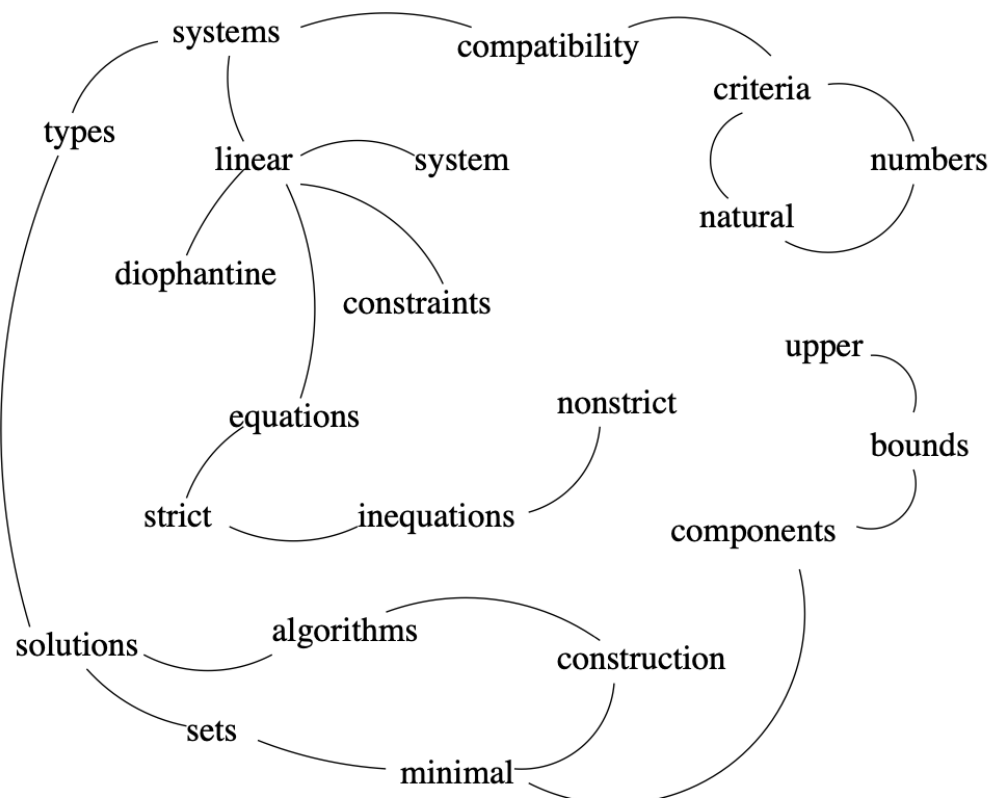 systems
compatibility
criteria
types
linear
system
numbers
natural
diophantine
constraints
upper
equations
nonstrict
bounds
strict
inequations
components
solutions
algorithms
construction
sets
minimal